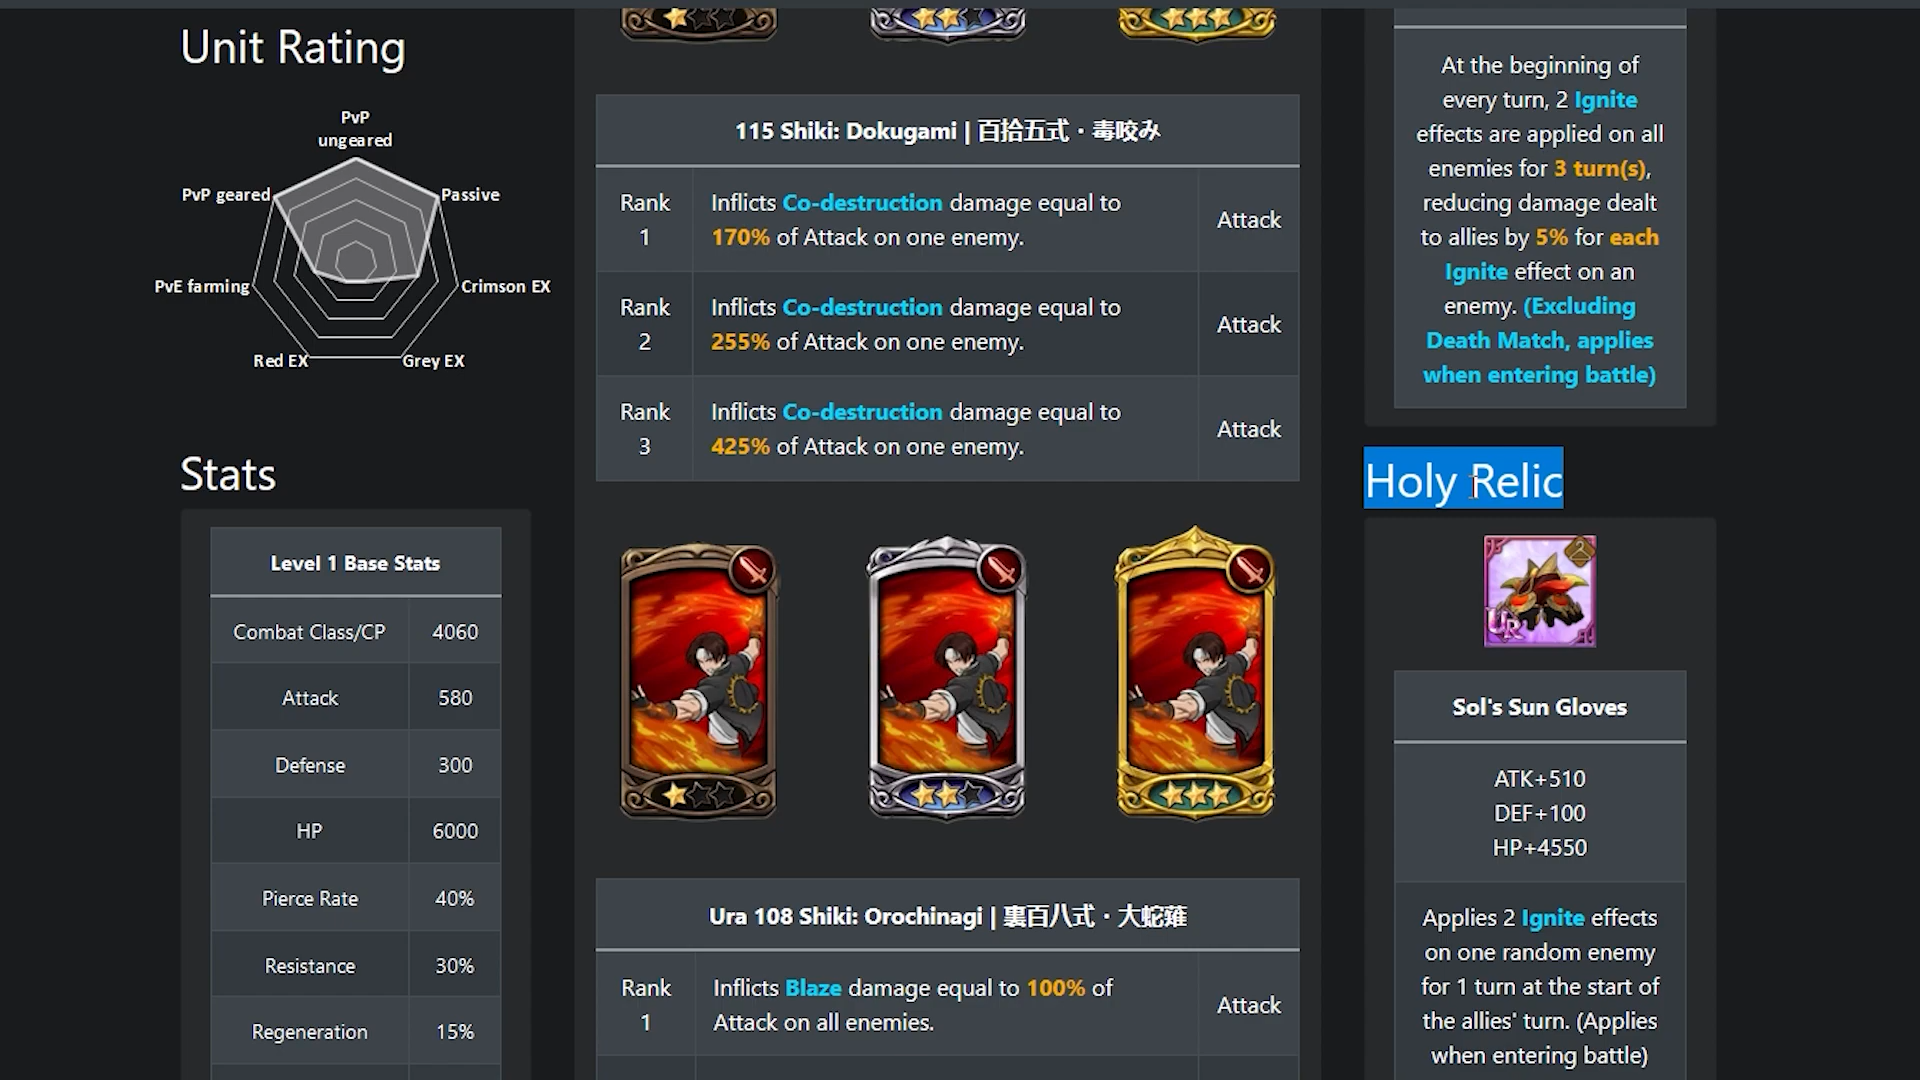 Unit Rating
PvP
ungeared
PvP geared
Passive
PvE farming
Crimson EX
Red EX
Grey EX
Stats
Level 1 Base Stats
Combat Class/CP 4060
Attack 580
Defense 300
HP 6000
Pierce Rate 40%
Resistance 30%
Regeneration 15%
115 Shiki: Dokugami | 百拾五式・毒咬み
Rank
1
Inflicts Co-destruction damage equal to
170% of Attack on one enemy.
Attack
Rank
2
Inflicts Co-destruction damage equal to
255% of Attack on one enemy.
Attack
Rank
3
Inflicts Co-destruction damage equal to
425% of Attack on one enemy.
Attack
Ura 108 Shiki: Orochinagi | 裏百八式・大蛇薙
Rank
1
Inflicts Blaze damage equal to 100% of
Attack on all enemies.
Attack
At the beginning of
every turn, 2 Ignite
effects are applied on all
enemies for 3 turn(s),
reducing damage dealt
to allies by 5% for each
Ignite effect on an
enemy. (Excluding
Death Match, applies
when entering battle)
Holy Relic
2
UR
Sol's Sun Gloves
ATK+510
DEF+100
HP+4550
Applies 2 Ignite effects
on one random enemy
for 1 turn at the start of
the allies' turn. (Applies
when entering battle)